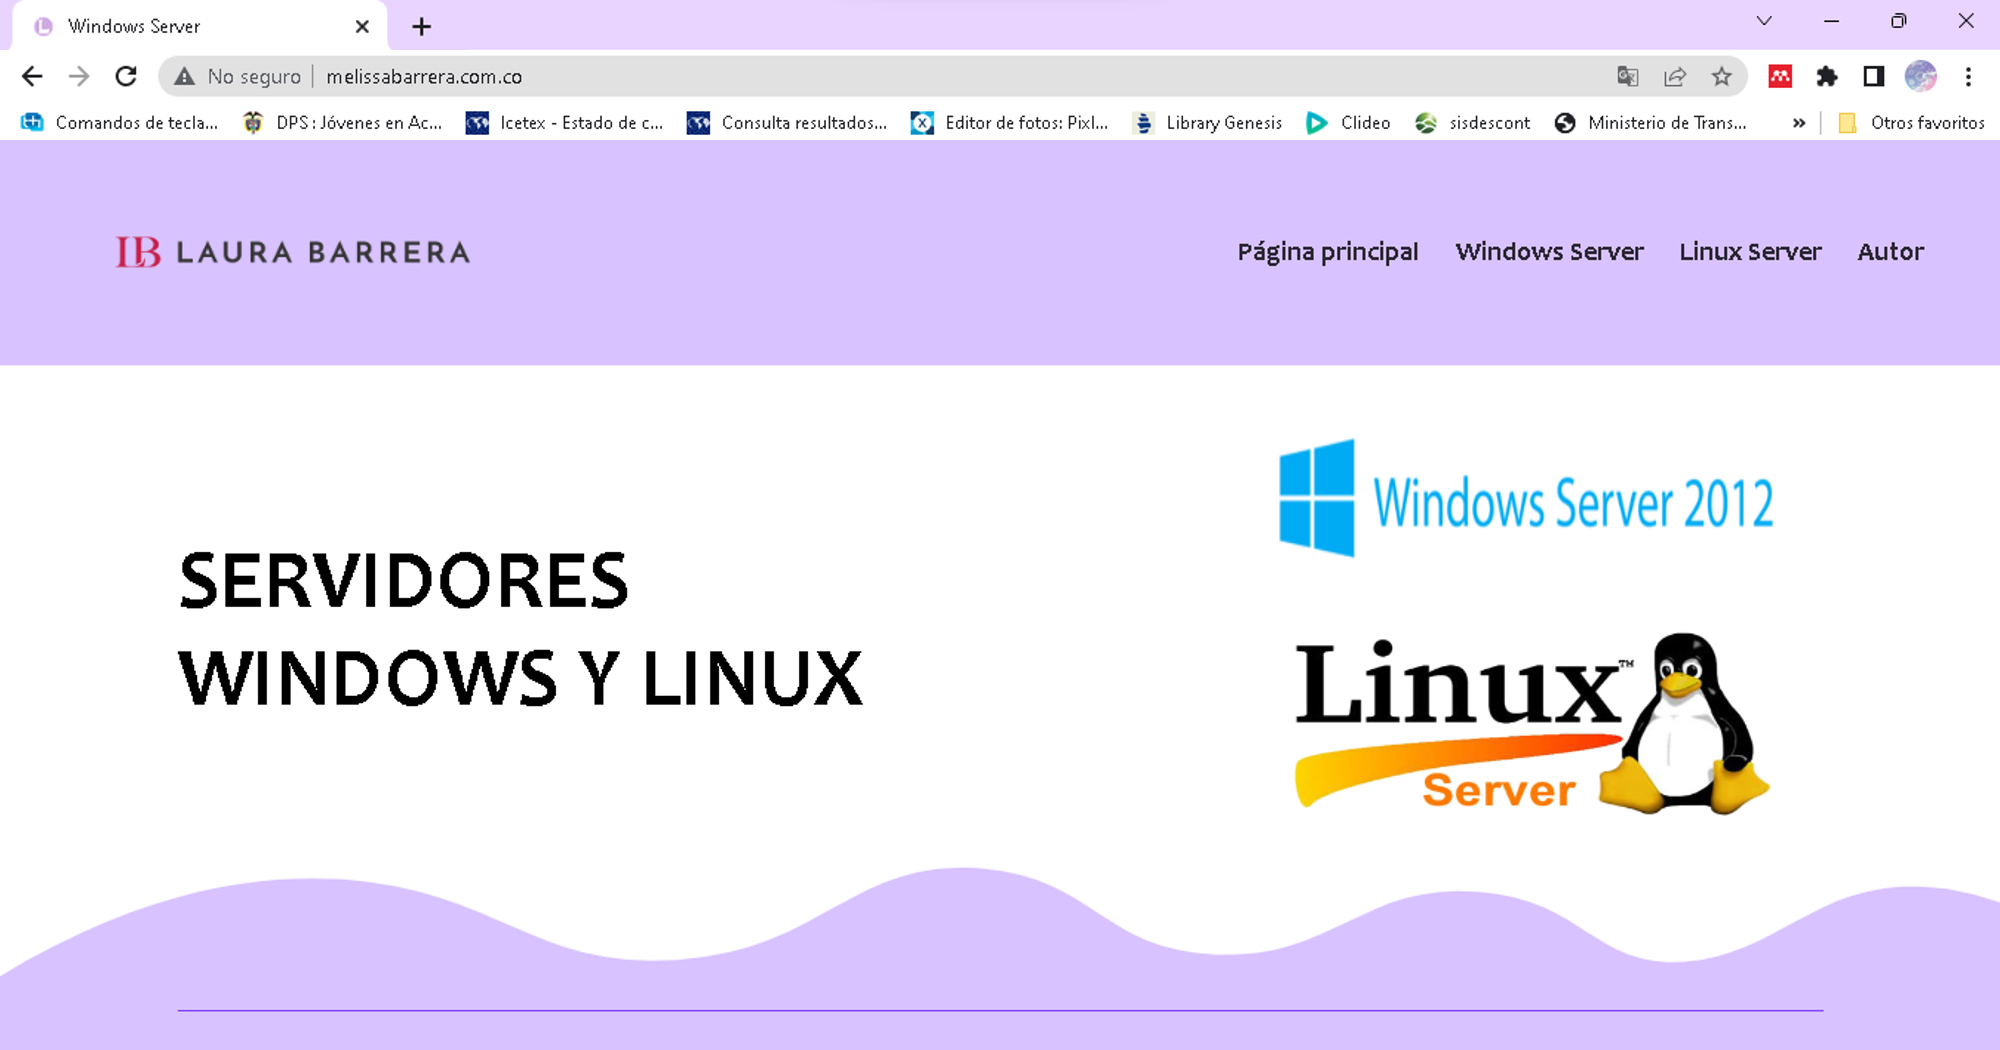 Windows Server
No seguro melissabarrera.com.co
Comandos de tecla... DPS : Jóvenes en Ac... Icetex - Estado de c... Consulta resultados... Editor de fotos: Pixl... Library Genesis Clideo sisdescont Ministerio de Trans... » Otros favoritos
LB LAURA BARRERA Página principal Windows Server Linux Server Autor
Windows Server 2012
SERVIDORES
WINDOWS Y LINUX
Linux™
Server